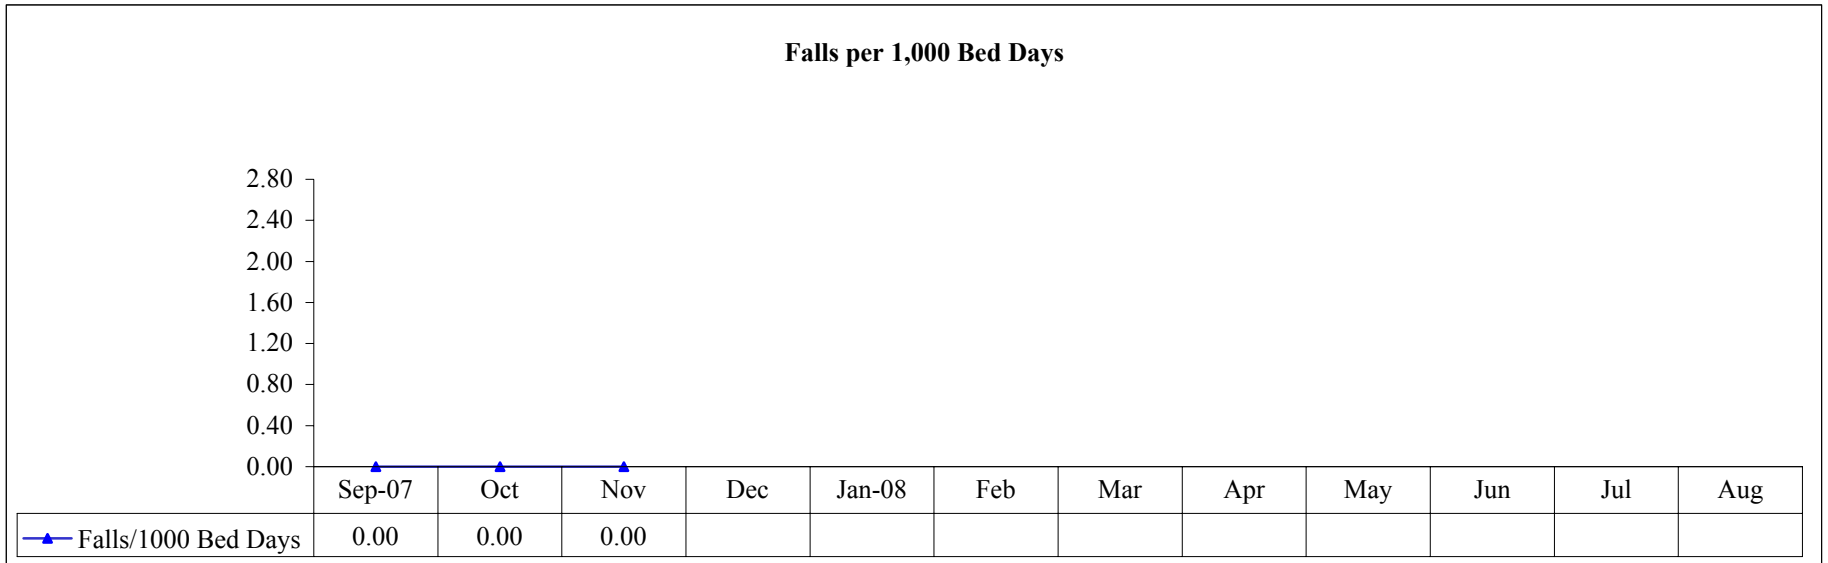 Falls per 1,000 Bed Days
2.80
2.40
2.00
1.60
1.20
0.80
0.40
0.00
Sep-07 Oct Nov Dec Jan-08 Feb Mar Apr May Jun Jul Aug
Falls/1000 Bed Days 0.00 0.00 0.00